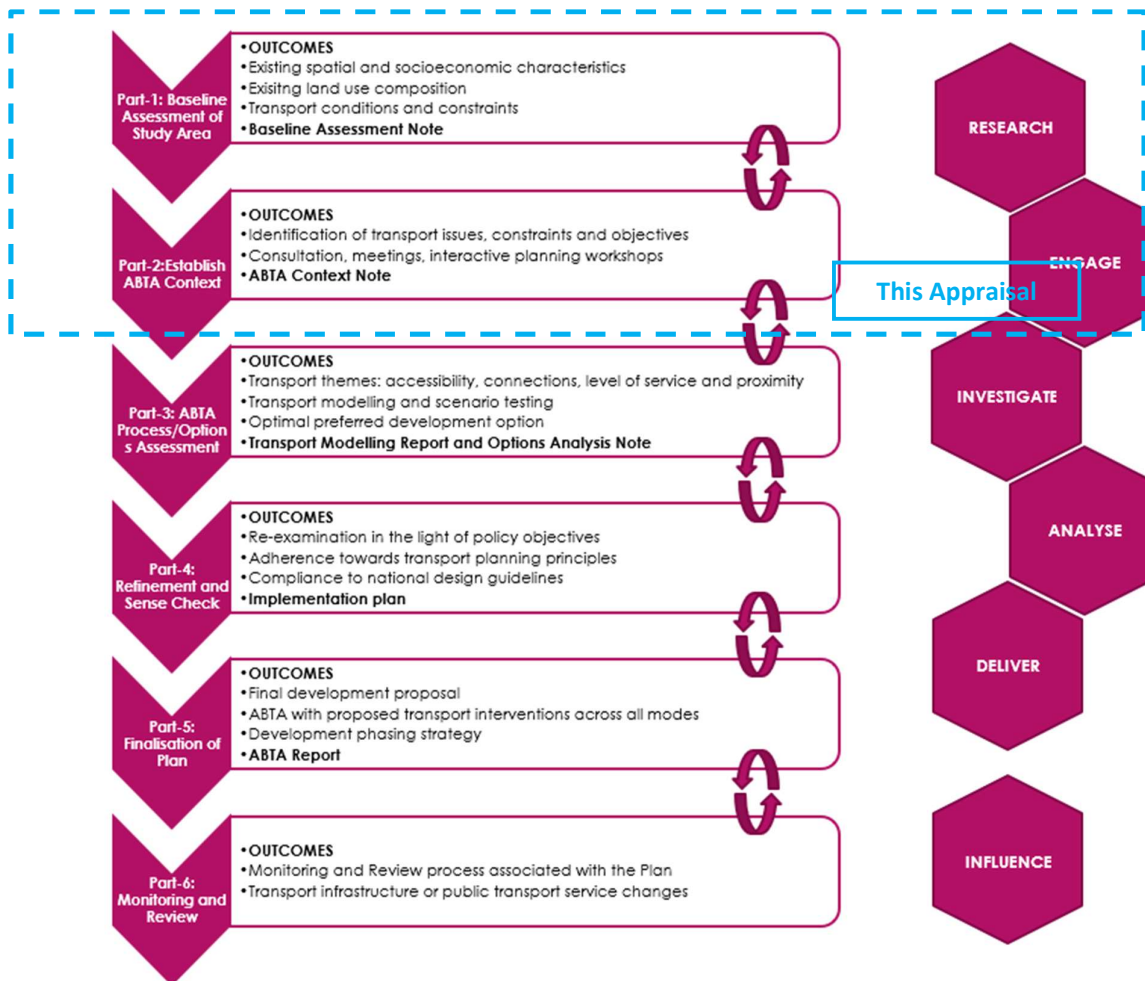 Part-1: Baseline
Assessment of
Study Area
•OUTCOMES
•Existing spatial and socioeconomic characteristics
•Exisitng land use composition
•Transport conditions and constraints
•Baseline Assessment Note
RESEARCH
Part-2:Establish
ABTA Context
•OUTCOMES
•Identification of transport issues, constraints and objectives
•Consultation, meetings, interactive planning workshops
•ABTA Context Note
ENGAGE
This Appraisal
Part-3: ABTA
Process/Option
s Assessment
•OUTCOMES
•Transport themes: accessibility, connections, level of service and proximity
•Transport modelling and scenario testing
•Optimal preferred development option
•Transport Modelling Report and Options Analysis Note
INVESTIGATE
Part-4:
Refinement and
Sense Check
•OUTCOMES
•Re-examination in the light of policy objectives
•Adherence towards transport planning principles
•Compliance to national design guidelines
•Implementation plan
ANALYSE
Part-5:
Finalisation of
Plan
•OUTCOMES
•Final development proposal
•ABTA with proposed transport interventions across all modes
•Development phasing strategy
•ABTA Report
DELIVER
Part-6:
Monitoring and
Review
•OUTCOMES
•Monitoring and Review process associated with the Plan
•Transport infrastructure or public transport service changes
INFLUENCE